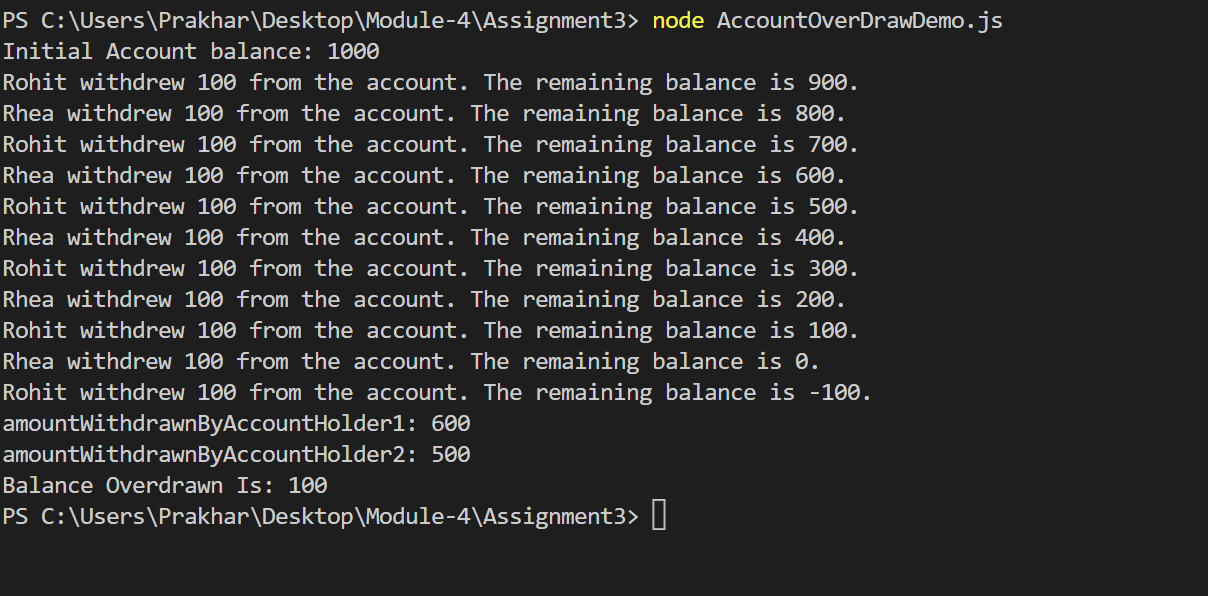 PS C:\Users\Prakhar\Desktop\Module-4\Assignment3> node AccountOverDrawDemo.js
Initial Account balance: 1000
Rohit withdrew 100 from the account. The remaining balance is 900.
Rhea withdrew 100 from the account. The remaining balance is 800.
Rohit withdrew 100 from the account. The remaining balance is 700.
Rhea withdrew 100 from the account. The remaining balance is 600.
Rohit withdrew 100 from the account. The remaining balance is 500.
Rhea withdrew 100 from the account. The remaining balance is 400.
Rohit withdrew 100 from the account. The remaining balance is 300.
Rhea withdrew 100 from the account. The remaining balance is 200.
Rohit withdrew 100 from the account. The remaining balance is 100.
Rhea withdrew 100 from the account. The remaining balance is 0.
Rohit withdrew 100 from the account. The remaining balance is -100.
amountWithdrawnByAccountHolder1: 600
amountWithdrawnByAccountHolder2: 500
Balance Overdrawn Is: 100
PS C:\Users\Prakhar\Desktop\Module-4\Assignment3>